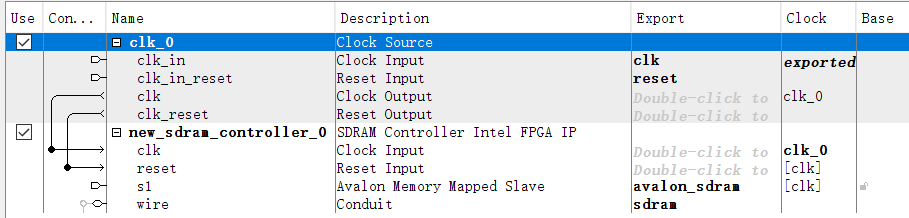 Use Con... Name Description Export Clock Base
clk_0 Clock Source
clk_in Clock Input clk exported
clk_in_reset Reset Input reset
clk Clock Output Double-click to clk_0
clk_reset Reset Output Double-click to
new_sdram_controller_0 SDRAM Controller Intel FPGA IP
clk Clock Input Double-click to clk_0
reset Reset Input Double-click to [clk]
s1 Avalon Memory Mapped Slave avalon_sdram [clk]
wire Conduit sdram